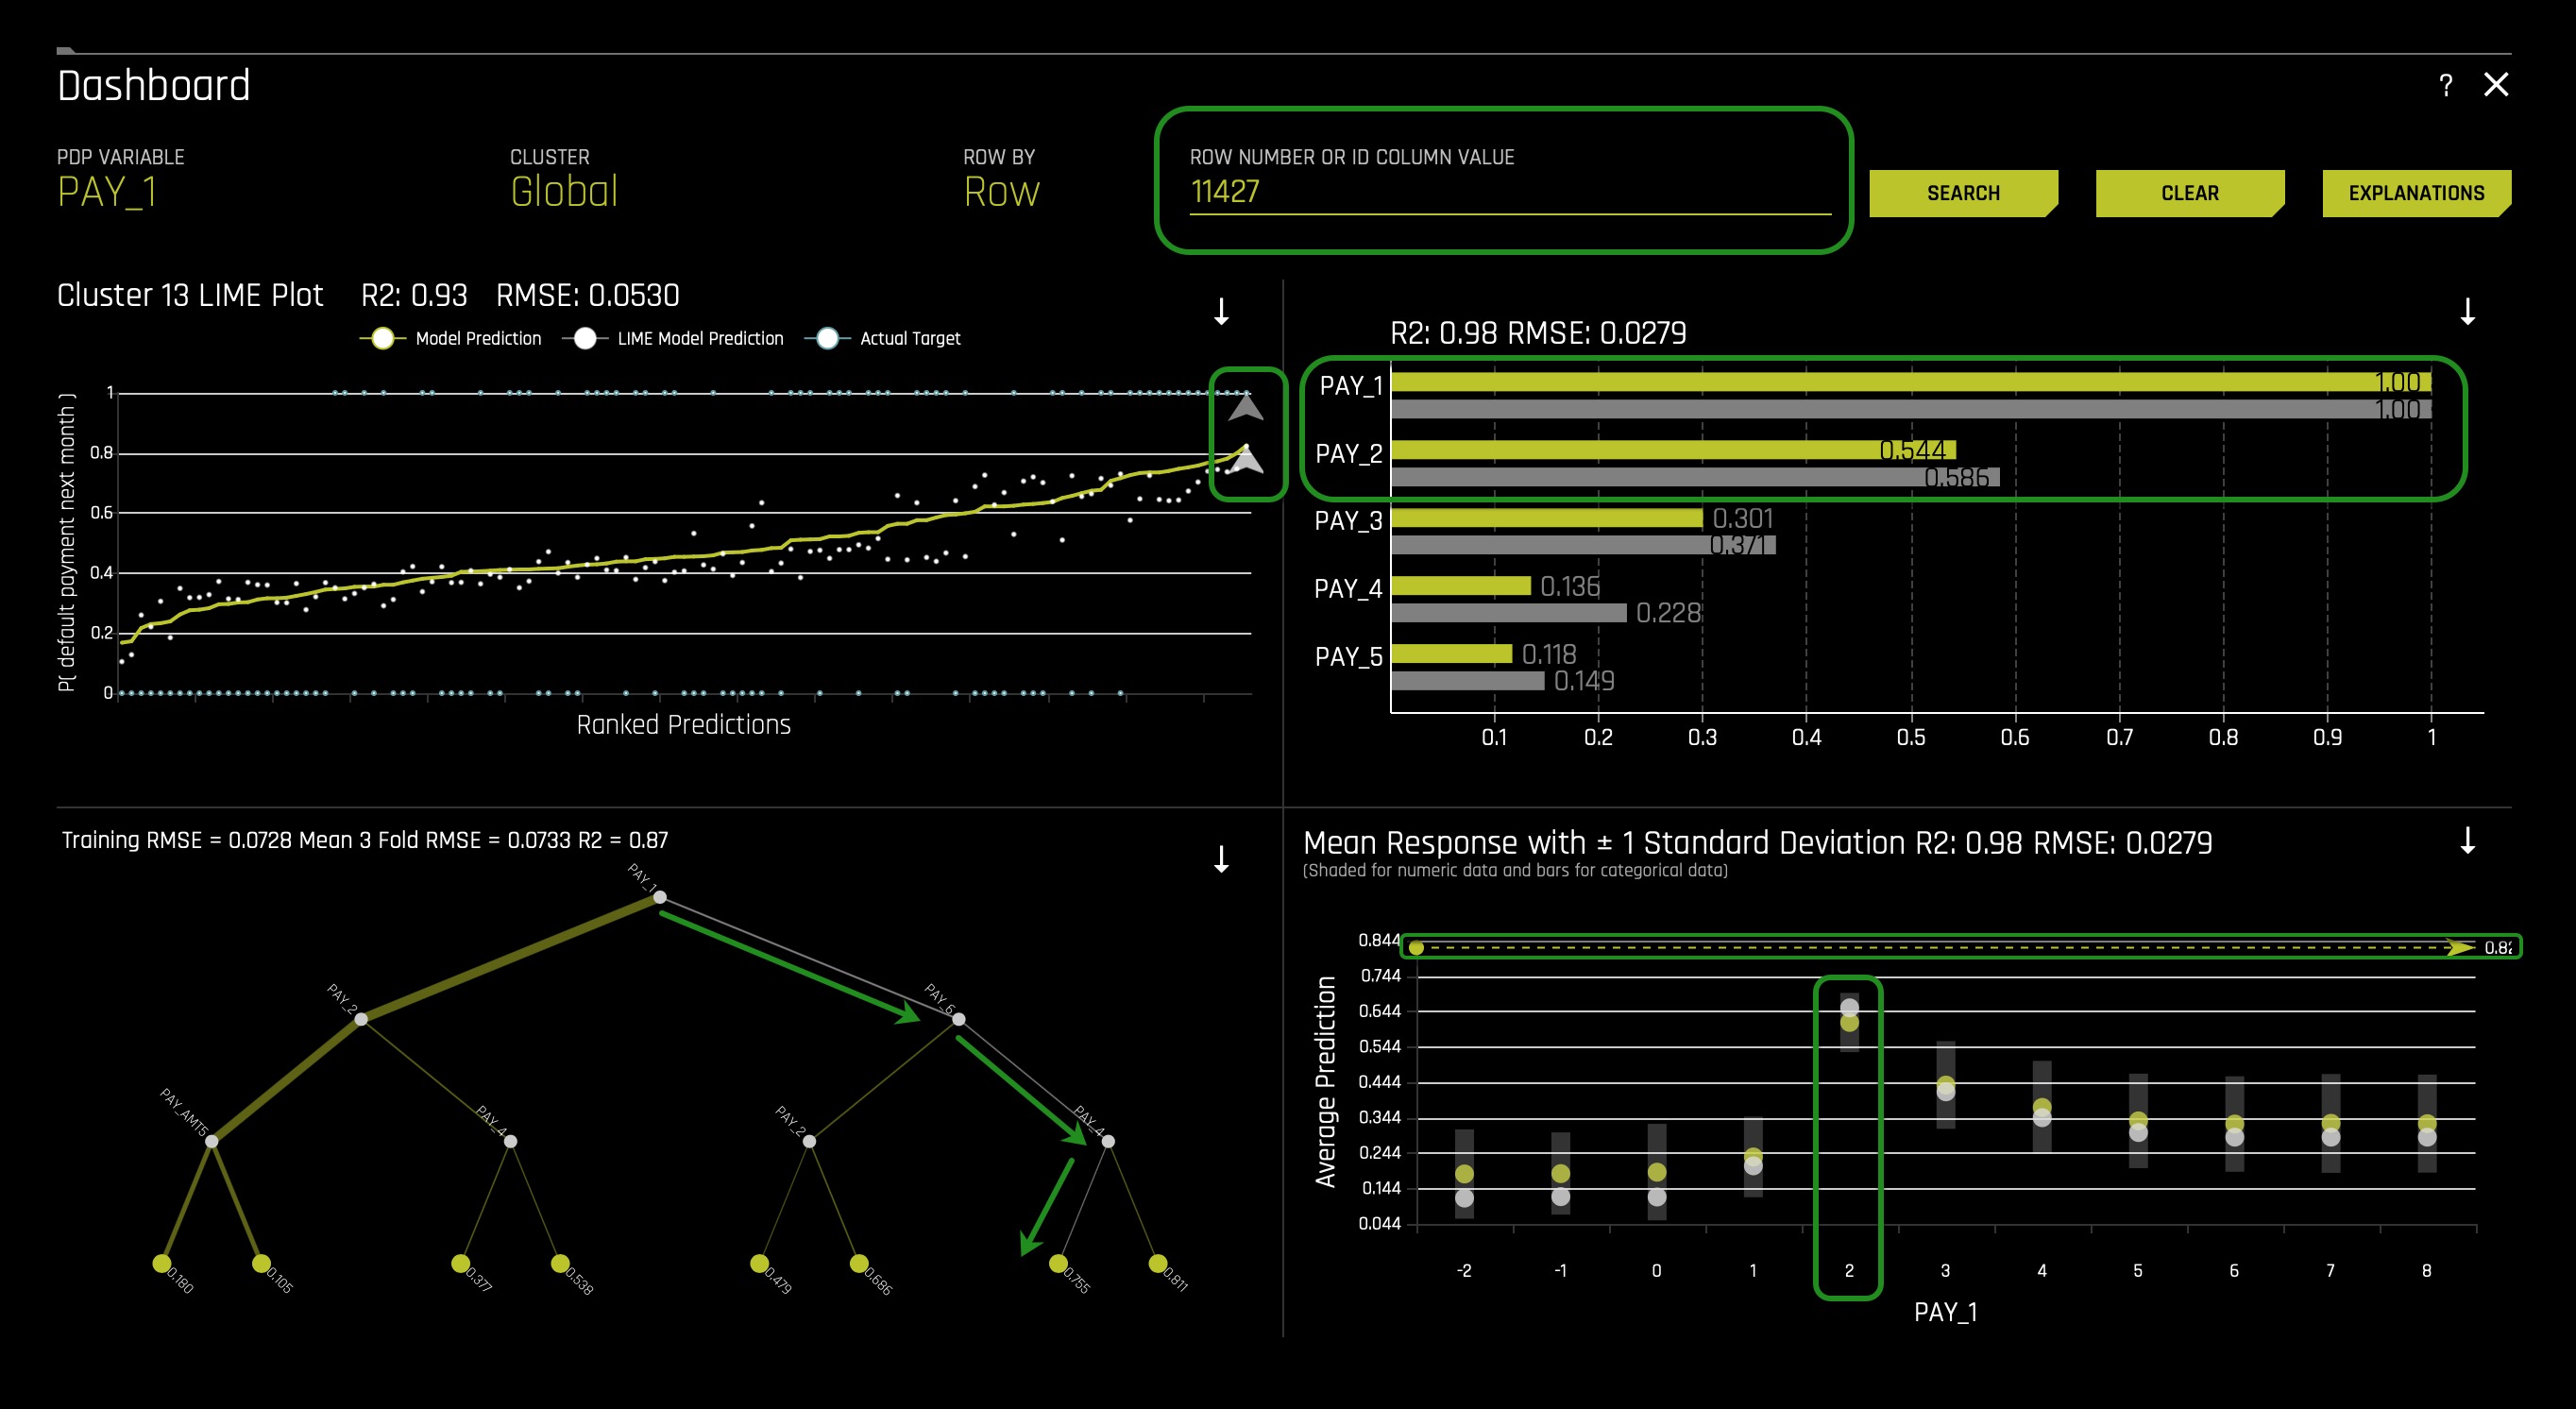 Dashboard
?
PDP VARIABLE
PAY_1
CLUSTER
Global
ROW BY
Row
ROW NUMBER OR ID COLUMN VALUE
11427
SEARCH
CLEAR
EXPLANATIONS
Cluster 13 LIME Plot R2: 0.93 RMSE: 0.0530
Model Prediction LIME Model Prediction Actual Target
P( default payment next month )
1
0.8
0.6
0.4
0.2
0
Ranked Predictions
R2: 0.98 RMSE: 0.0279
PAY_1 1.00
1.00
PAY_2 0.544
0.586
PAY_3 0.301
0.371
PAY_4 0.136
0.228
PAY_5 0.118
0.149
0.1 0.2 0.3 0.4 0.5 0.6 0.7 0.8 0.9 1
Training RMSE = 0.0728 Mean 3 Fold RMSE = 0.0733 R2 = 0.87
PAY_1
PAY_2 PAY_6
PAY_AMT5 PAY_4 PAY_2 PAY_4
0.180 0.105 0.377 0.538 0.479 0.686 0.755 0.811
Mean Response with ± 1 Standard Deviation R2: 0.98 RMSE: 0.0279
(Shaded for numeric data and bars for categorical data)
Average Prediction
0.844
0.744
0.644
0.544
0.444
0.344
0.244
0.144
0.044
-2 -1 0 1 2 3 4 5 6 7 8
PAY_1